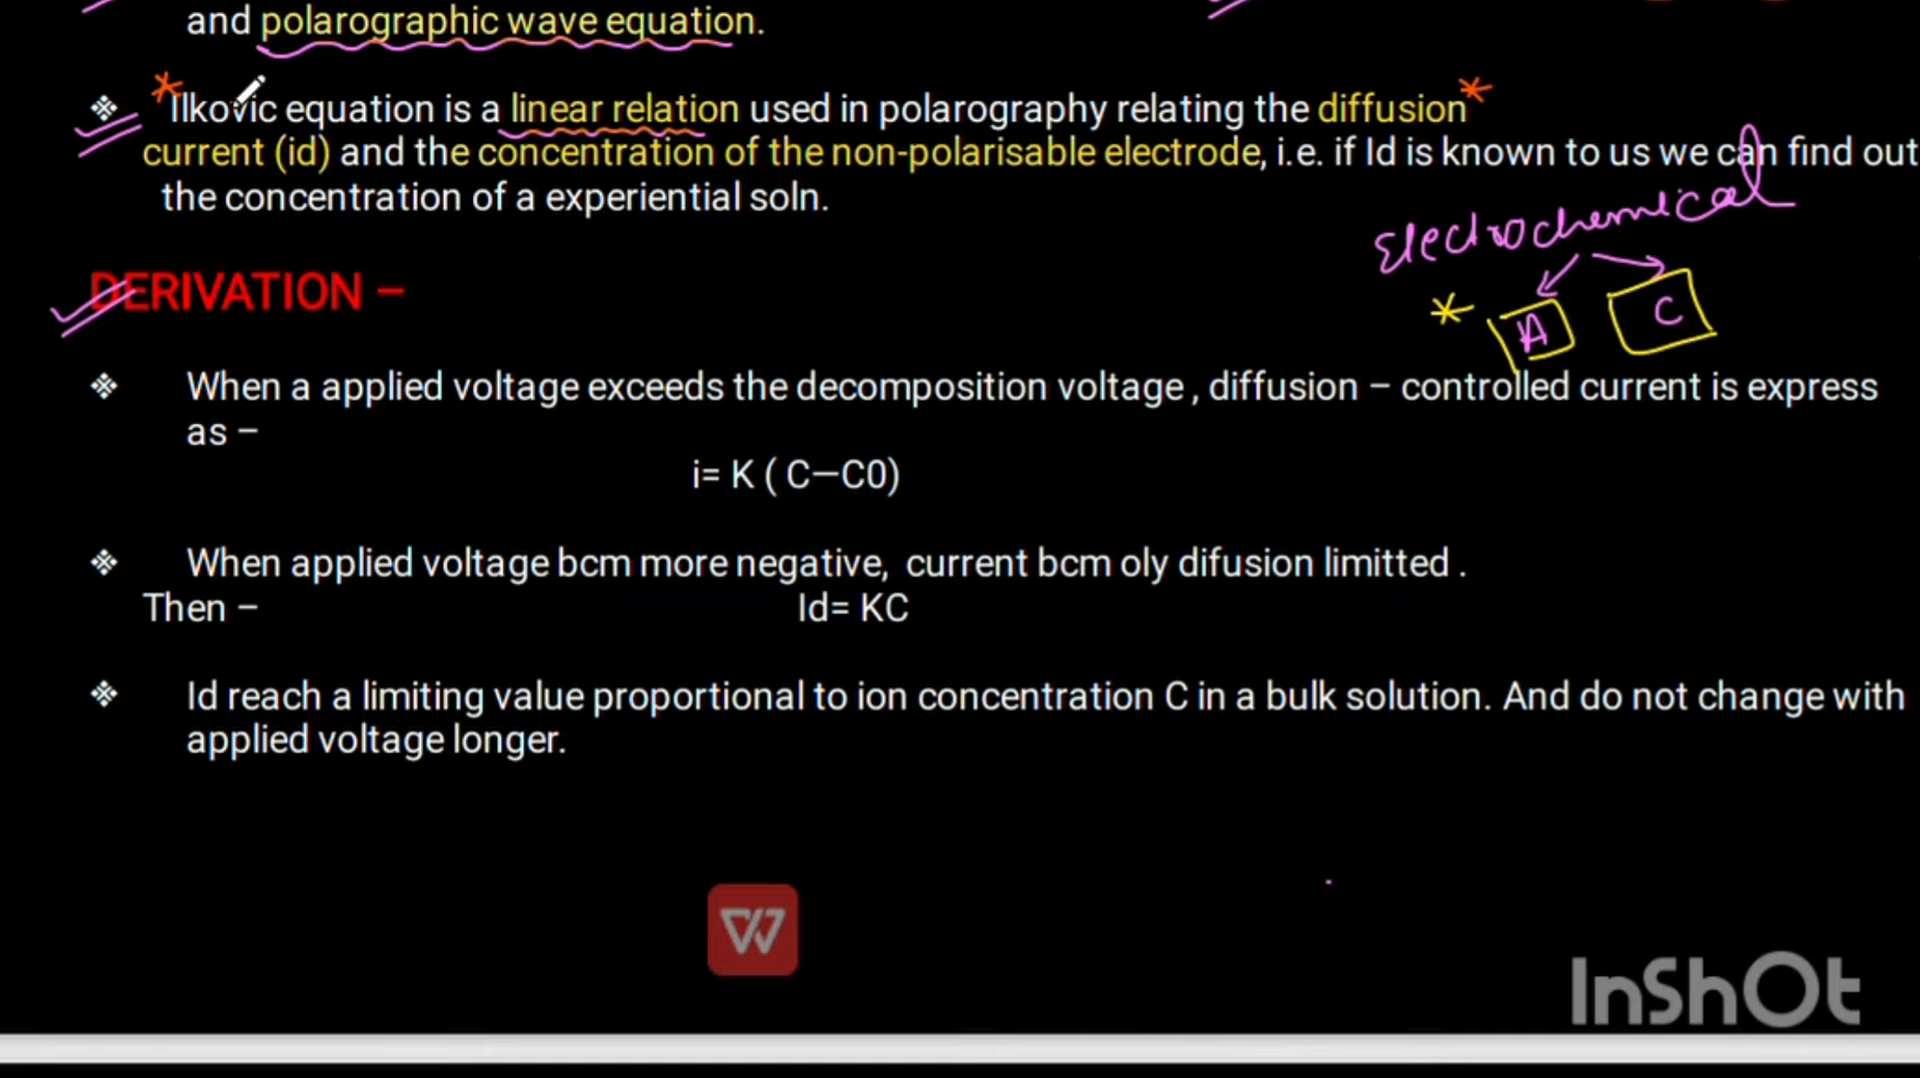 and polarographic wave equation.
Ilkovic equation is a linear relation used in polarography relating the diffusion
current (id) and the concentration of the non-polarisable electrode, i.e. if Id is known to us we can find out
the concentration of a experiential soln.
Electrochemical
A C
DERIVATION –
When a applied voltage exceeds the decomposition voltage , diffusion – controlled current is express
as –
i= K ( C—C0)
When applied voltage bcm more negative, current bcm oly difusion limitted .
Then – Id= KC
Id reach a limiting value proportional to ion concentration C in a bulk solution. And do not change with
applied voltage longer.
InShOt